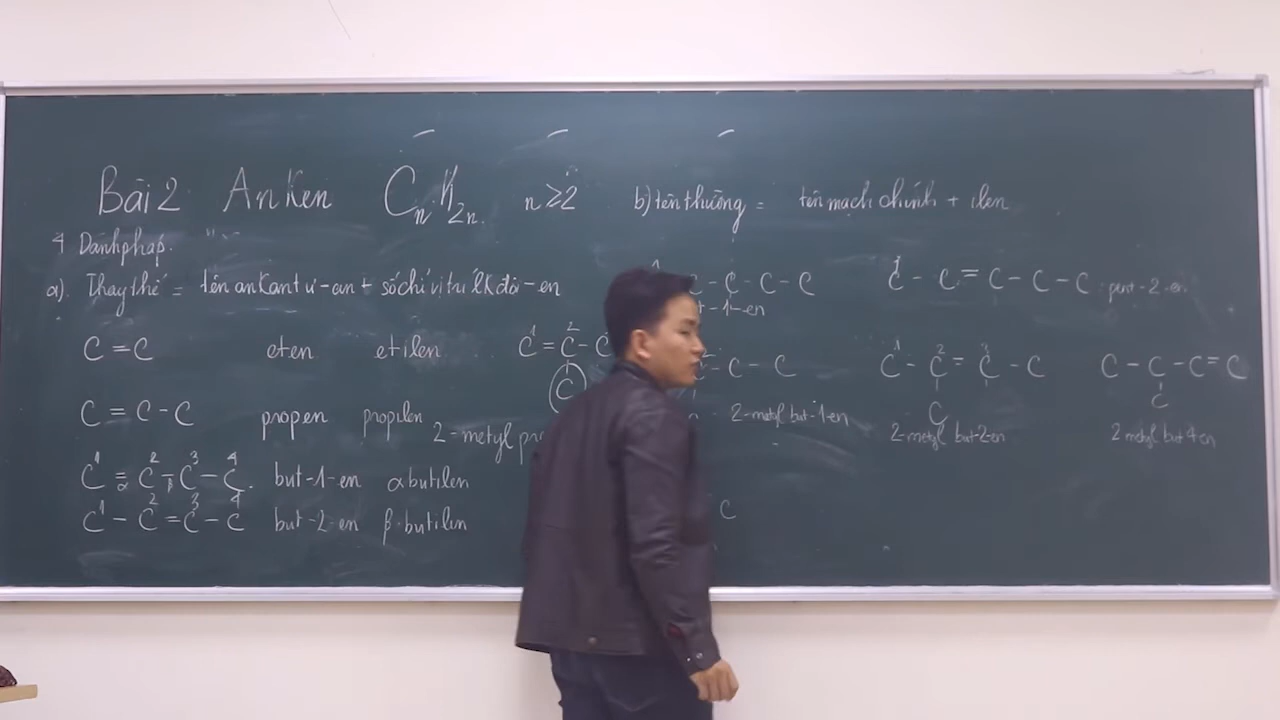 Bài 2 AnKen CnH2n n≥2
4 Danh pháp.
a). Thay thế = tên ankan từ -an + số chỉ vị trí lk đôi -en
C=C eten etilen
C=C-C propen propilen
C=C-C-C but-1-en α butilen
C-C=C-C but-2-en β-butilen
2-metyl
b) tên thường = tên mạch chính + ilen
C-C-C-C
-1-en
C-C=C-C-C pent-2-en
C=C-
C
-C-C
2-metyl but-1-en
C-C=C-C
C
2-metyl but-2-en
C-C-C=C
C
2 metyl but
C